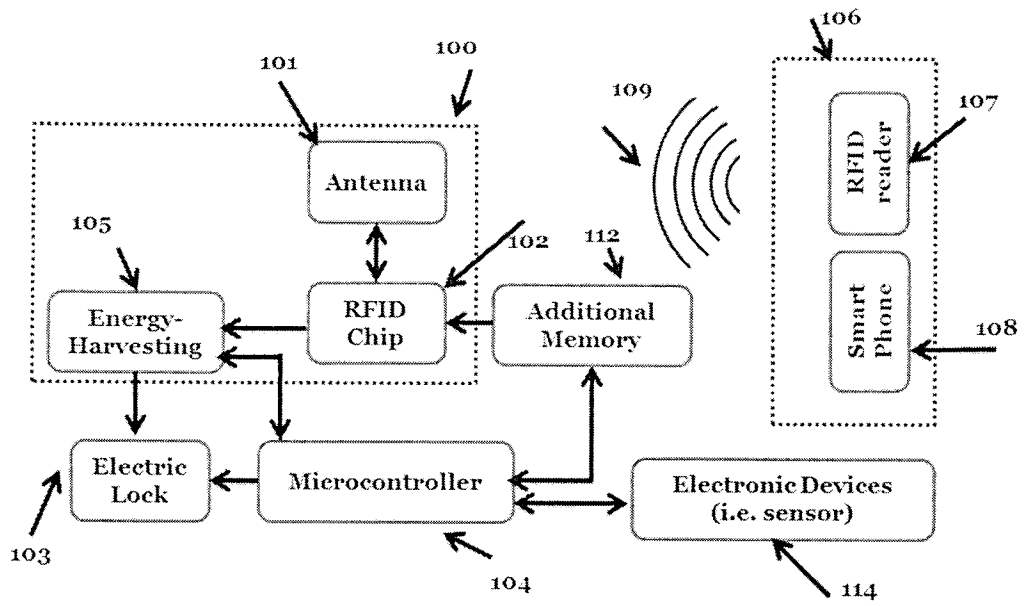 106
100
101
109
107
Antenna
RFID
reader
105
102
112
Energy-
Harvesting
RFID
Chip
Additional
Memory
Smart
Phone
108
Electric
Lock
Microcontroller
Electronic Devices
(i.e. sensor)
103
104
114